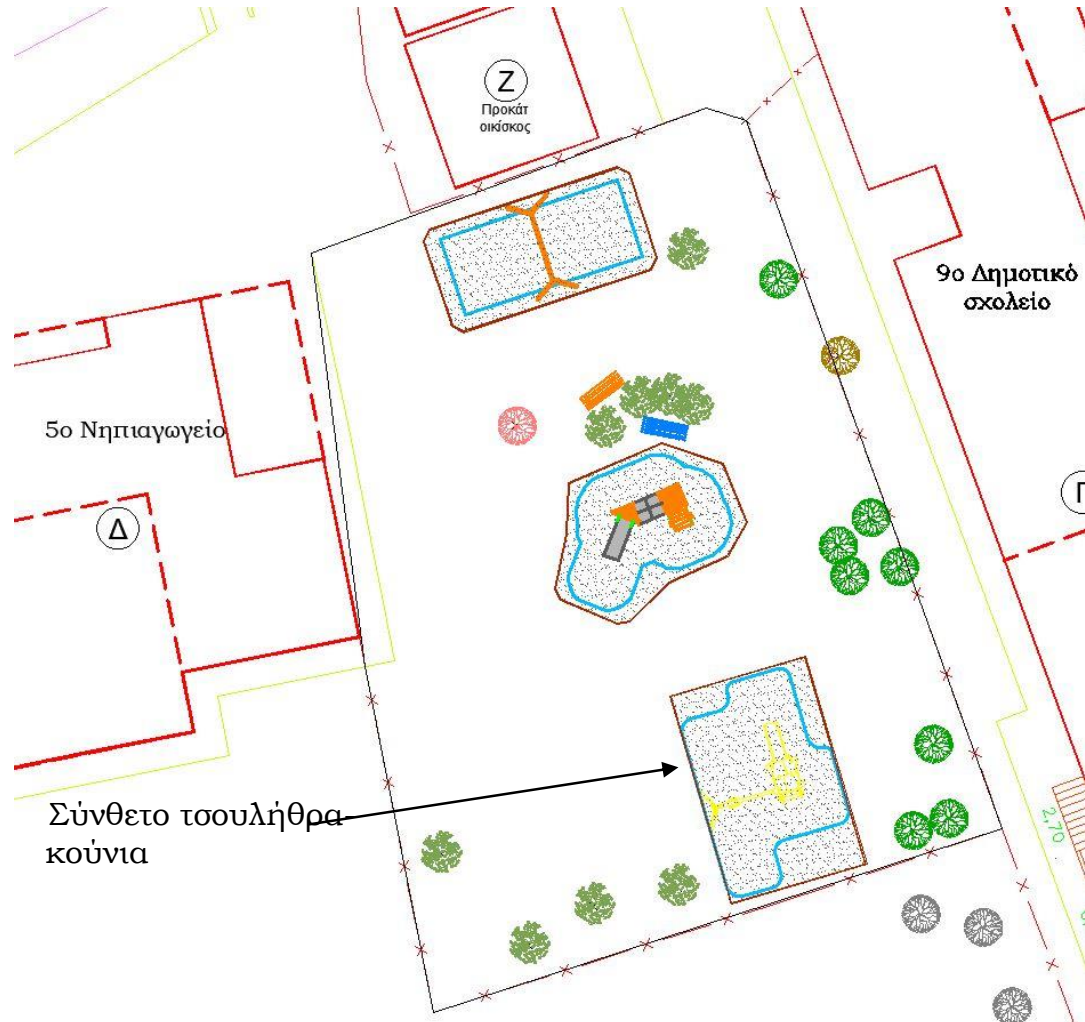 Ζ
Προκάτ
οικίσκος
9ο Δημοτικό
σχολείο
5ο Νηπιαγωγείο
Δ
Σύνθετο τσουλήθρα-
κούνια
2,70